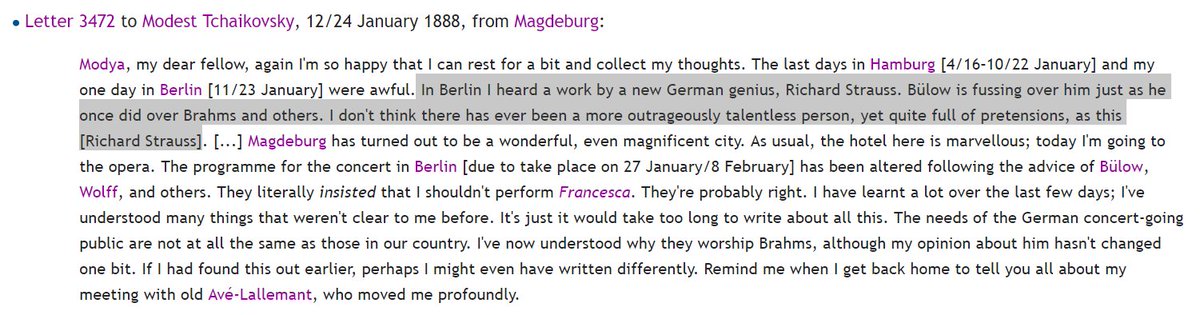 • Letter 3472 to Modest Tchaikovsky, 12/24 January 1888, from Magdeburg:
Modya, my dear fellow, again I'm so happy that I can rest for a bit and collect my thoughts. The last days in Hamburg [4/16-10/22 January] and my
one day in Berlin [11/23 January] were awful. In Berlin I heard a work by a new German genius, Richard Strauss. Bülow is fussing over him just as he
once did over Brahms and others. I don't think there has ever been a more outrageously talentless person, yet quite full of pretensions, as this
[Richard Strauss]. [...] Magdeburg has turned out to be a wonderful, even magnificent city. As usual, the hotel here is marvellous; today I'm going to
the opera. The programme for the concert in Berlin [due to take place on 27 January/8 February] has been altered following the advice of Bülow,
Wolff, and others. They literally insisted that I shouldn't perform Francesca. They're probably right. I have learnt a lot over the last few days; I've
understood many things that weren't clear to me before. It's just it would take too long to write about all this. The needs of the German concert-going
public are not at all the same as those in our country. I've now understood why they worship Brahms, although my opinion about him hasn't changed
one bit. If I had found this out earlier, perhaps I might even have written differently. Remind me when I get back home to tell you all about my
meeting with old Avé-Lallemant, who moved me profoundly.